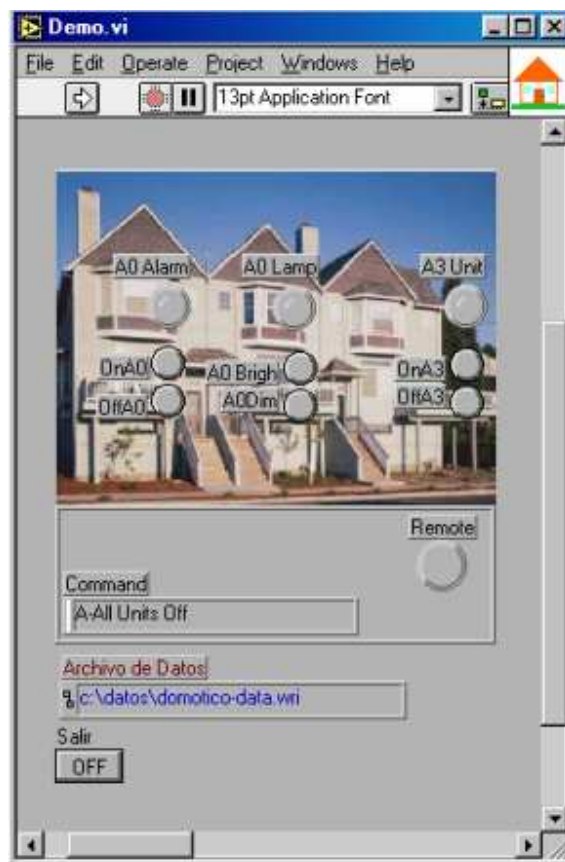 Demo.vi
File Edit Operate Project Windows Help
13pt Application Font
A0 Alarm A0 Lamp A3 Unit
OnA0 A0 Brigh OnA3
OffA0 A0Dim OffA3
Remote
Command
A-All Units Off
Archivo de Datos
c:\datos\domotico-data.wri
Salir
OFF